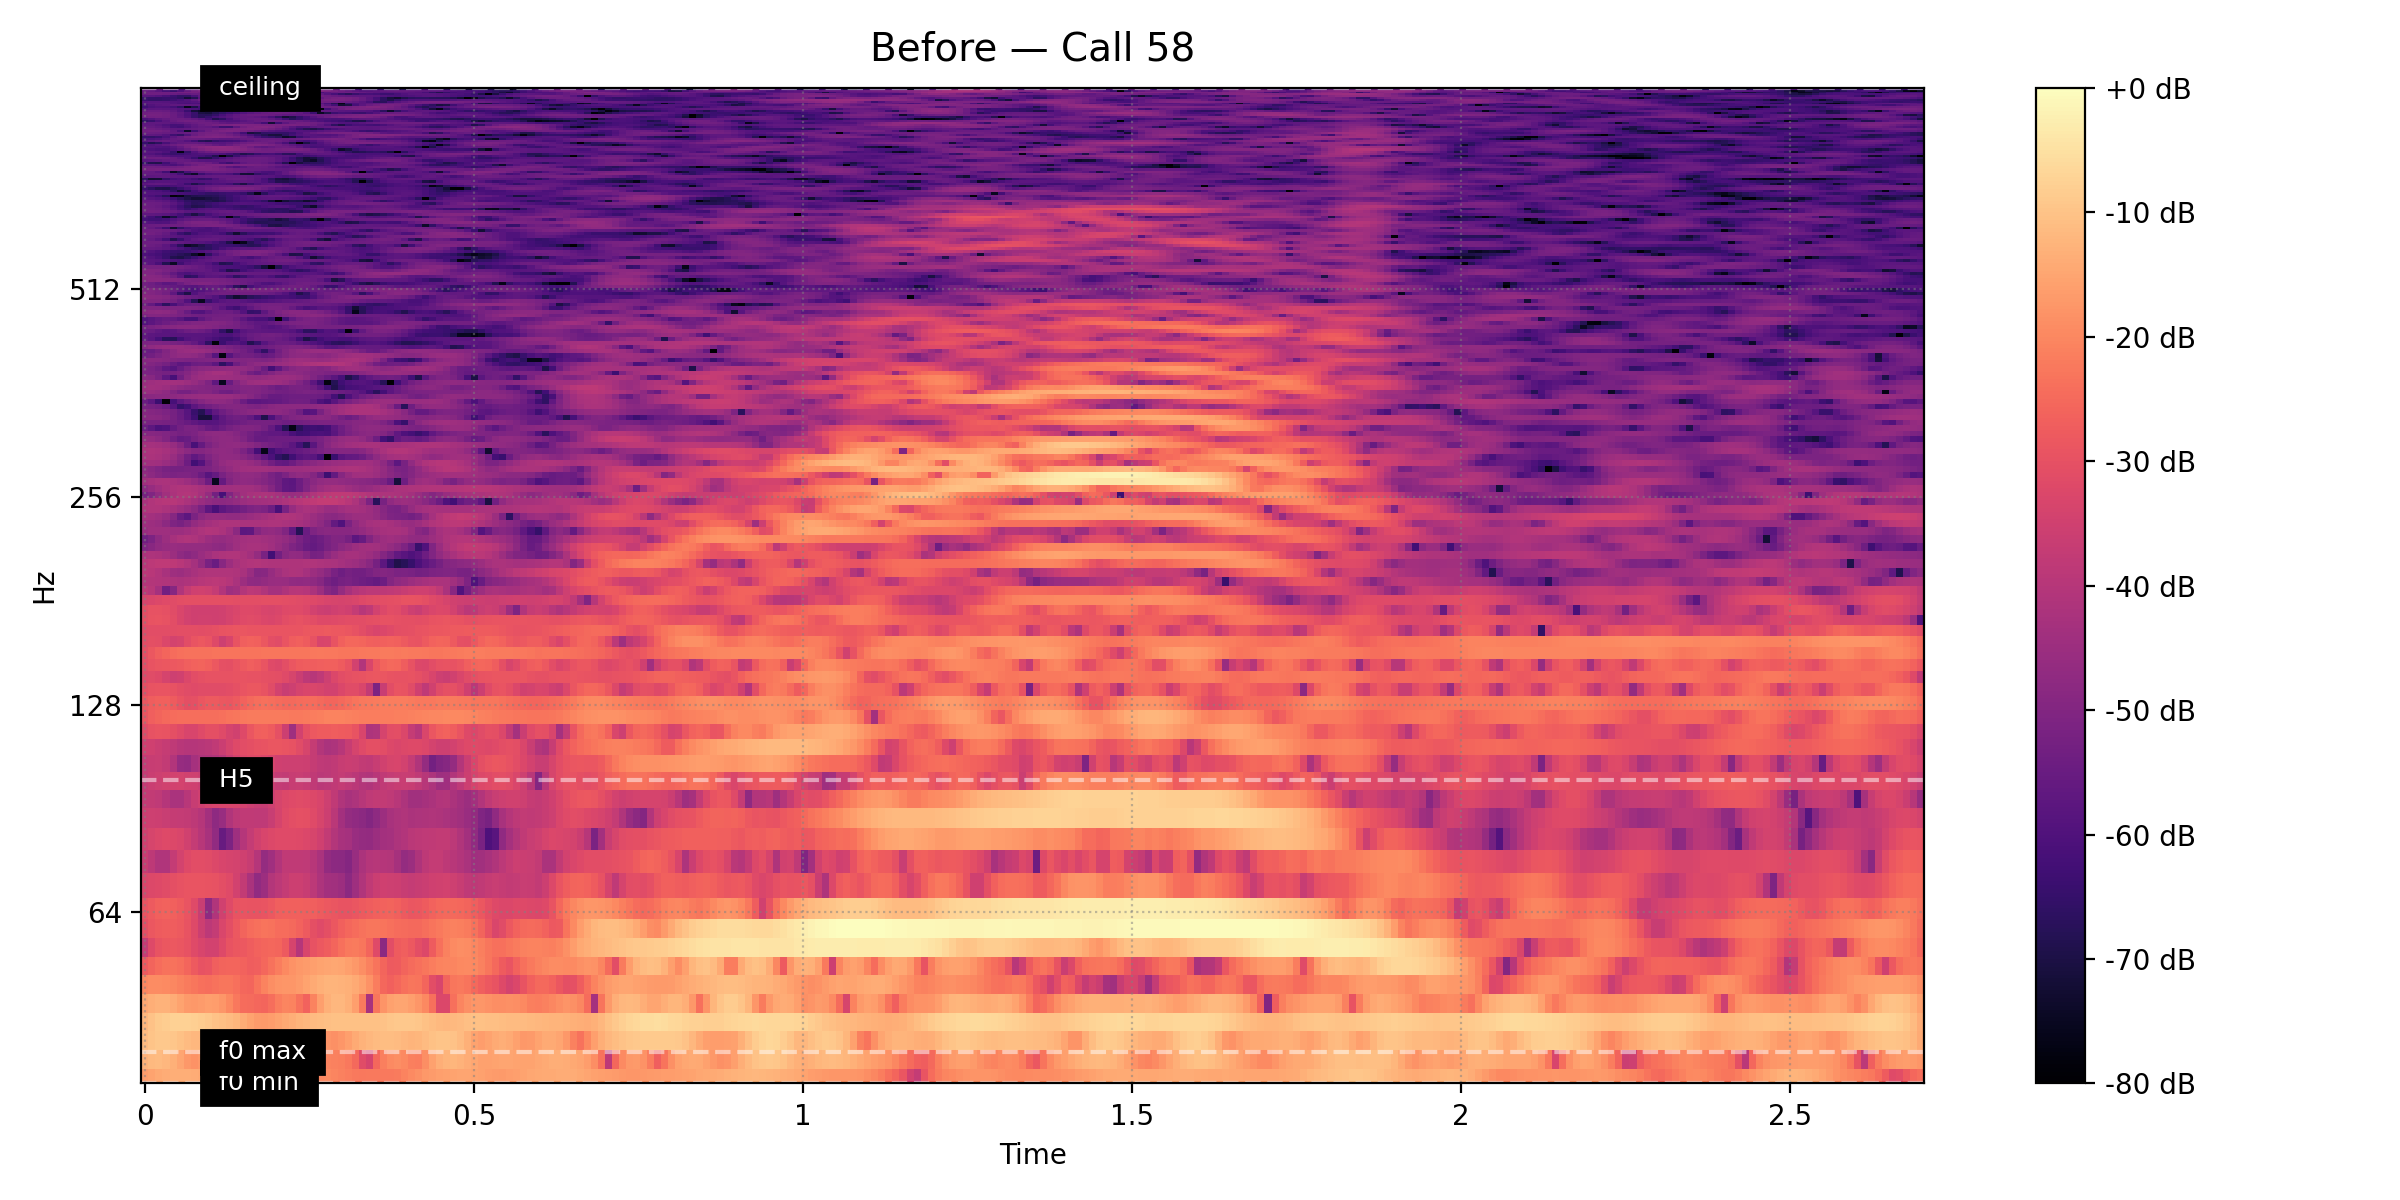 Before — Call 58
ceiling
512
256
128
64
Hz
H5
f0 max
f0 min
0
0.5
1
1.5
2
2.5
Time
+0 dB
-10 dB
-20 dB
-30 dB
-40 dB
-50 dB
-60 dB
-70 dB
-80 dB